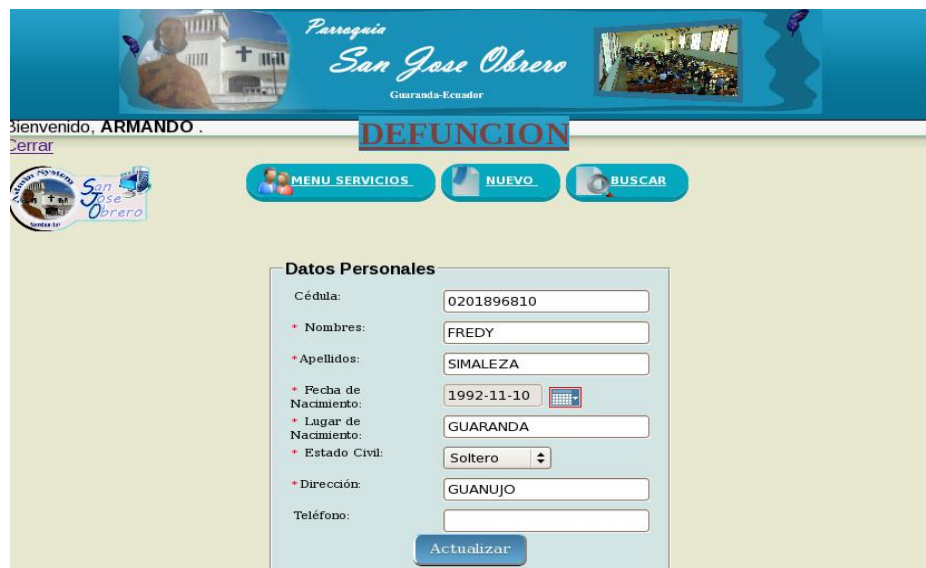 Parroquia
San Jose Obrero
Guaranda-Ecuador
Bienvenido, ARMANDO .
DEFUNCION
Cerrar
San
Jose
Obrero
MENU SERVICIOS
NUEVO
BUSCAR
Datos Personales
Cédula:
0201896810
* Nombres:
FREDY
*Apellidos:
SIMALEZA
* Fecha de
Nacimiento:
1992-11-10
* Lugar de
Nacimiento:
GUARANDA
* Estado Civil:
Soltero
*Dirección:
GUANUJO
Teléfono:
Actualizar